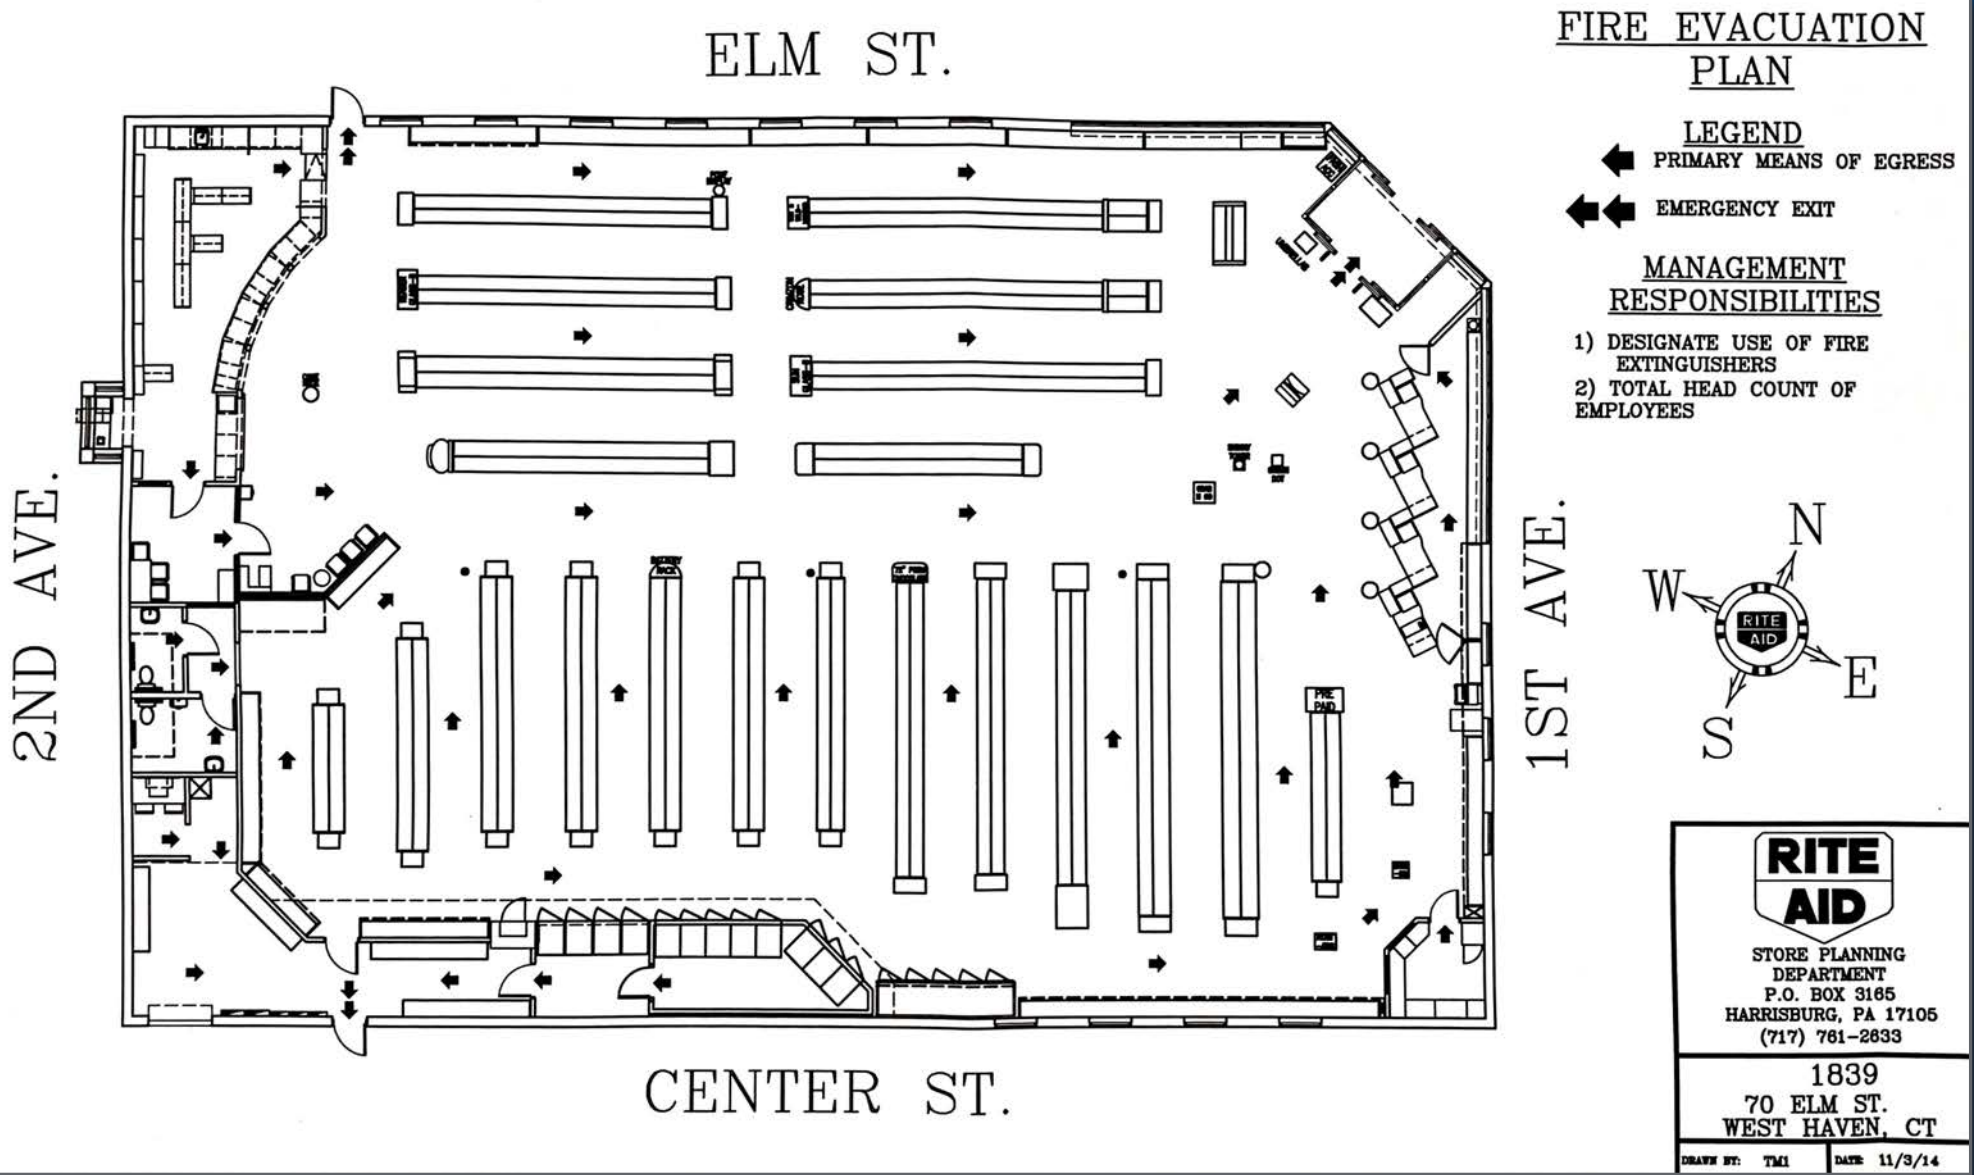 ELM ST.
FIRE EVACUATION
PLAN
LEGEND
PRIMARY MEANS OF EGRESS
EMERGENCY EXIT
MANAGEMENT
RESPONSIBILITIES
1) DESIGNATE USE OF FIRE
EXTINGUISHERS
2) TOTAL HEAD COUNT OF
EMPLOYEES
2ND AVE.
1ST AVE.
PRE
PAID
N
W
E
S
RITE
AID
CENTER ST.
RITE
AID
STORE PLANNING
DEPARTMENT
P.O. BOX 3165
HARRISBURG, PA 17105
(717) 761-2633
1839
70 ELM ST.
WEST HAVEN, CT
DRAWN BY: TM1
DATE: 11/3/14